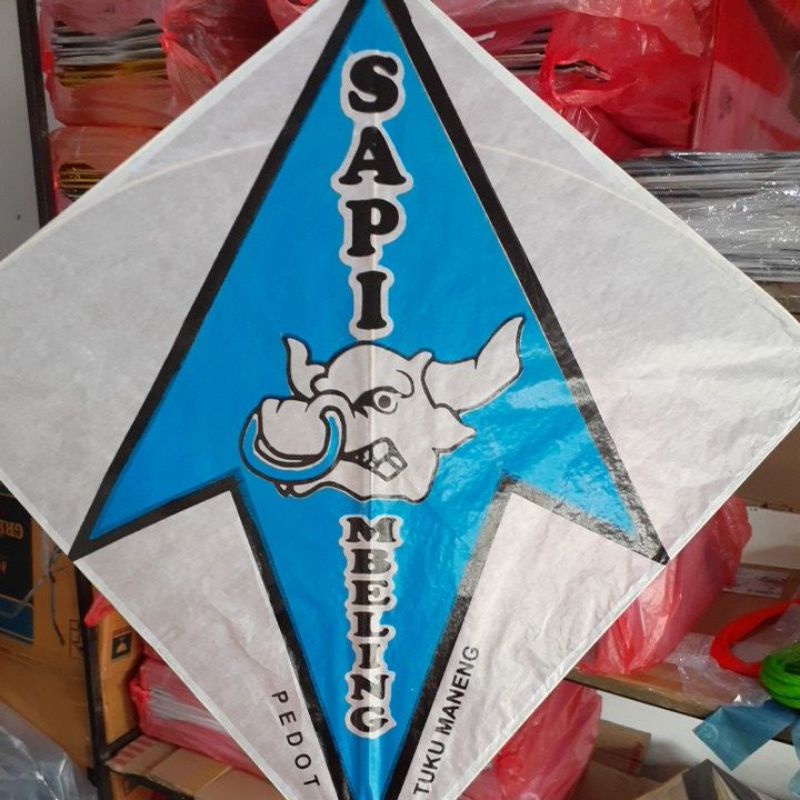 SAPI
MBELING
PEDOT
TUKU MANENG